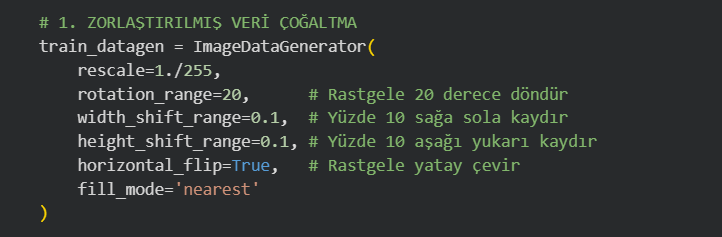 # 1. ZORLAŞTIRILMIŞ VERİ ÇOĞALTMA
train_datagen = ImageDataGenerator(
    rescale=1./255,
    rotation_range=20,      # Rastgele 20 derece döndür
    width_shift_range=0.1,  # Yüzde 10 sağa sola kaydır
    height_shift_range=0.1, # Yüzde 10 aşağı yukarı kaydır
    horizontal_flip=True,   # Rastgele yatay çevir
    fill_mode='nearest'
)